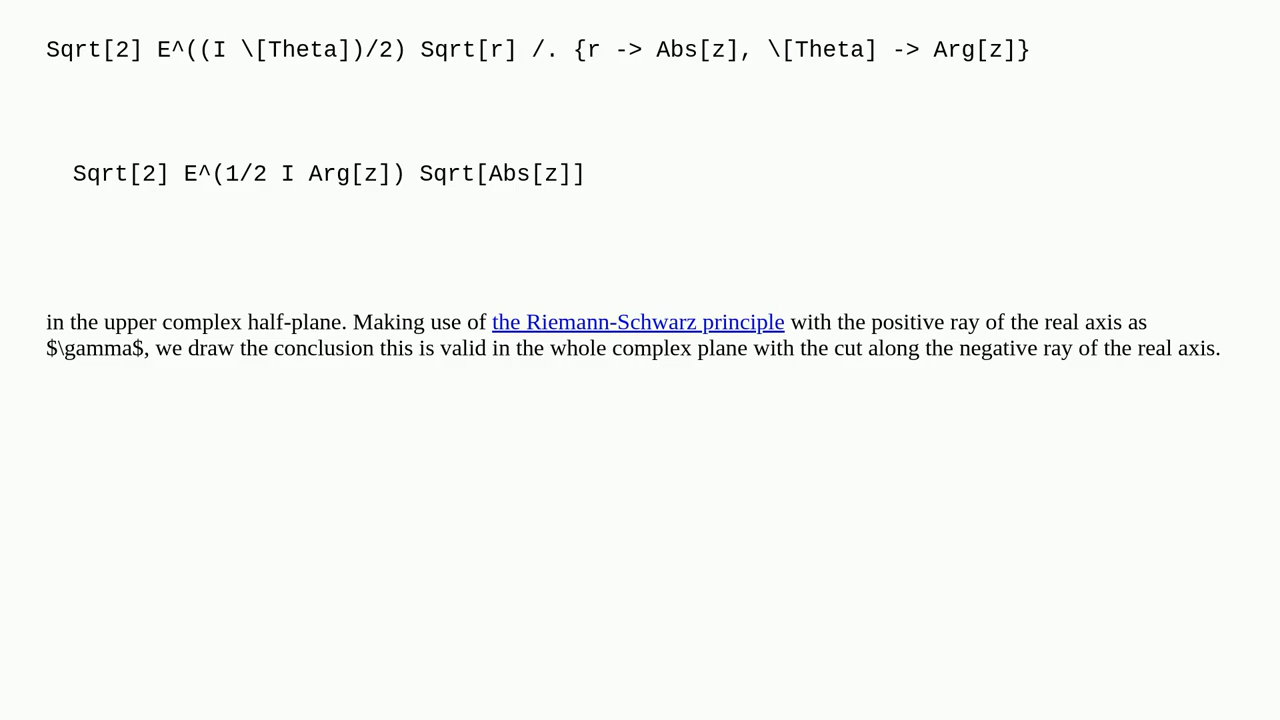 Sqrt[2] E^((I \[Theta])/2) Sqrt[r] /. {r -> Abs[z], \[Theta] -> Arg[z]}
Sqrt[2] E^(1/2 I Arg[z]) Sqrt[Abs[z]]
in the upper complex half-plane. Making use of the Riemann-Schwarz principle with the positive ray of the real axis as
$\gamma$, we draw the conclusion this is valid in the whole complex plane with the cut along the negative ray of the real axis.